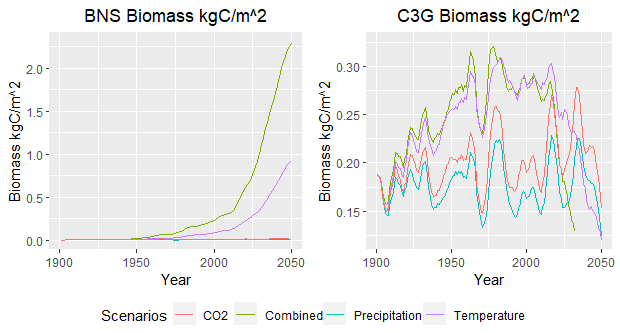 BNS Biomass kgC/m^2
C3G Biomass kgC/m^2
Biomass kgC/m^2
2.0
1.5
1.0
0.5
0.0
1900
1950
2000
2050
Year
Biomass kgC/m^2
0.30
0.25
0.20
0.15
1900
1950
2000
2050
Year
Scenarios CO2 Combined Precipitation Temperature